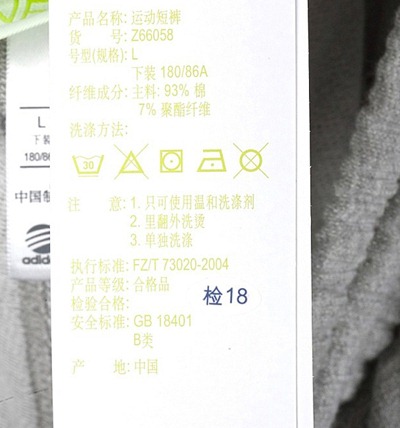 产品名称: 运动短裤
货 号: Z66058
号型(规格): L
下装 180/86A
纤维成分: 主料: 93% 棉
7% 聚酯纤维
洗涤方法:
30
注 意: 1. 只可使用温和洗涤剂
2. 里翻外洗烫
3. 单独洗涤
执行标准: FZ/T 73020-2004
产品等级: 合格品
检验合格:
检18
安全标准: GB 18401
B类
产 地: 中国
L
下装
180/86
中国制
adida